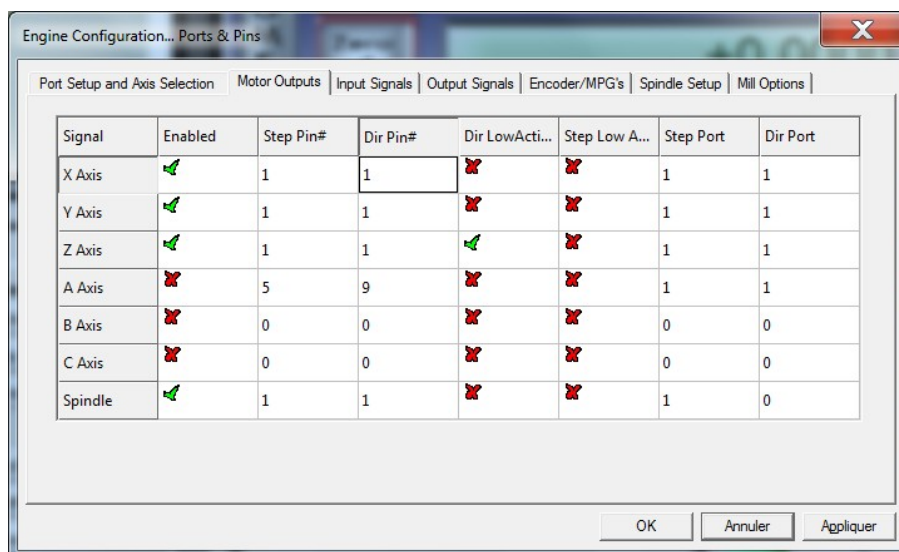 Engine Configuration... Ports & Pins
Port Setup and Axis Selection Motor Outputs Input Signals Output Signals Encoder/MPG's Spindle Setup Mill Options
Signal Enabled Step Pin# Dir Pin# Dir LowActi... Step Low A... Step Port Dir Port
X Axis 1 1 1 1
Y Axis 1 1 1 1
Z Axis 1 1 1 1
A Axis 5 9 1 1
B Axis 0 0 0 0
C Axis 0 0 0 0
Spindle 1 1 1 0
OK Annuler Appliquer